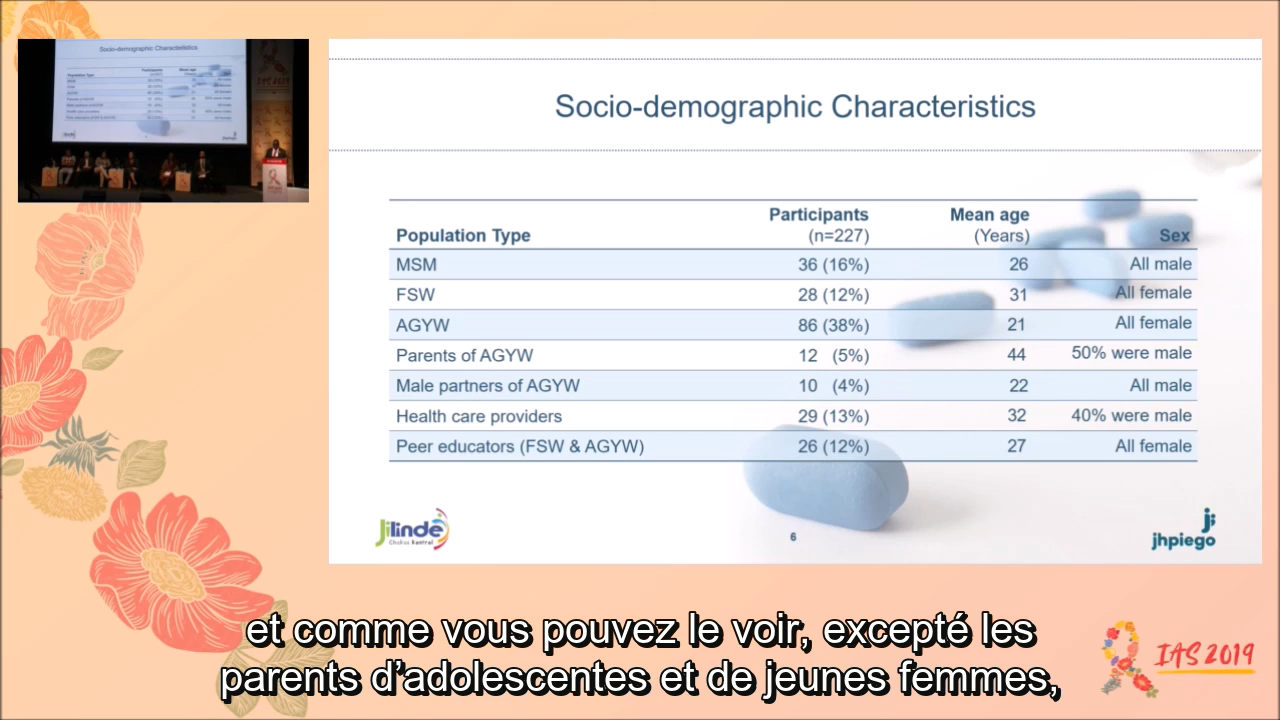 Socio-demographic Characteristics
Population Type Participants (n=227) Mean age (Years) Sex
MSM 36 (16%) 26 All male
FSW 28 (12%) 31 All female
AGYW 86 (38%) 21 All female
Parents of AGYW 12 (5%) 44 50% were male
Male partners of AGYW 10 (4%) 22 All male
Health care providers 29 (13%) 32 40% were male
Peer educators (FSW & AGYW) 26 (12%) 27 All female
Jilinde
Chukua Kontrol
6
jhpiego
et comme vous pouvez le voir, excepté les
parents d'adolescentes et de jeunes femmes,
IAS 2019